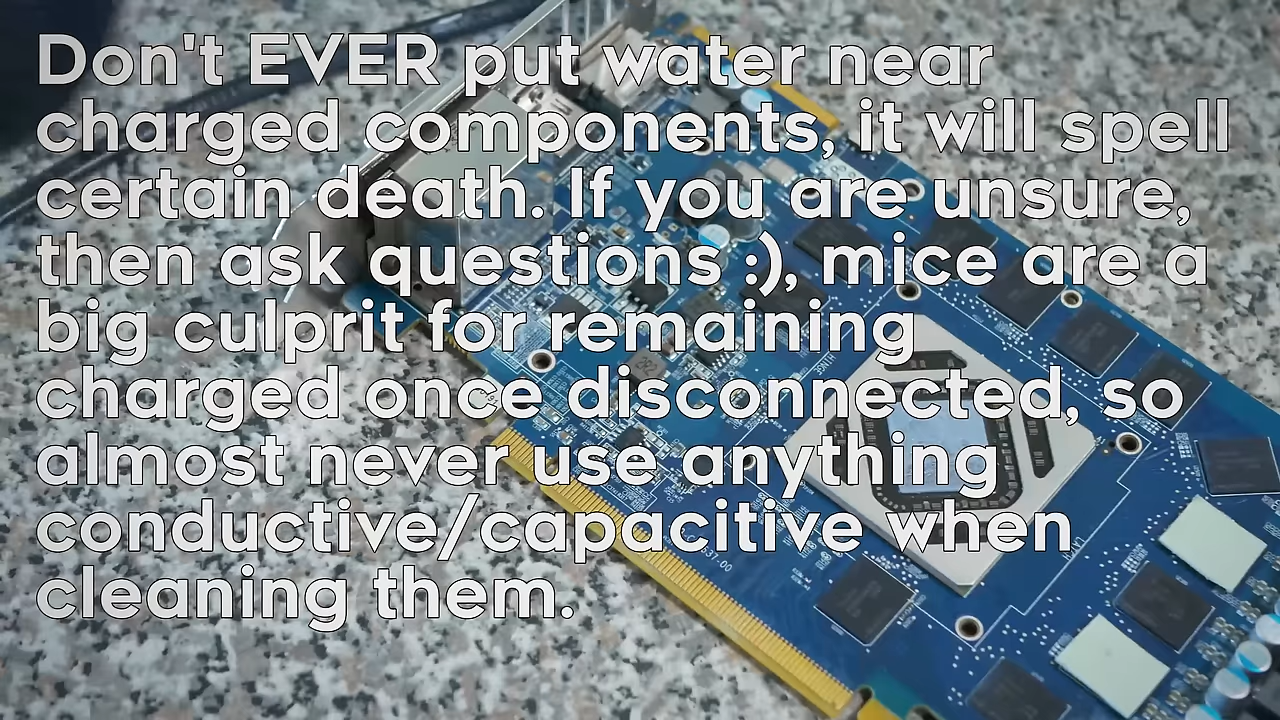 Don't EVER put water near
charged components, it will spell
certain death. If you are unsure,
then ask questions :), mice are a
big culprit for remaining
charged once disconnected, so
almost never use anything
conductive/capacitive when
cleaning them.